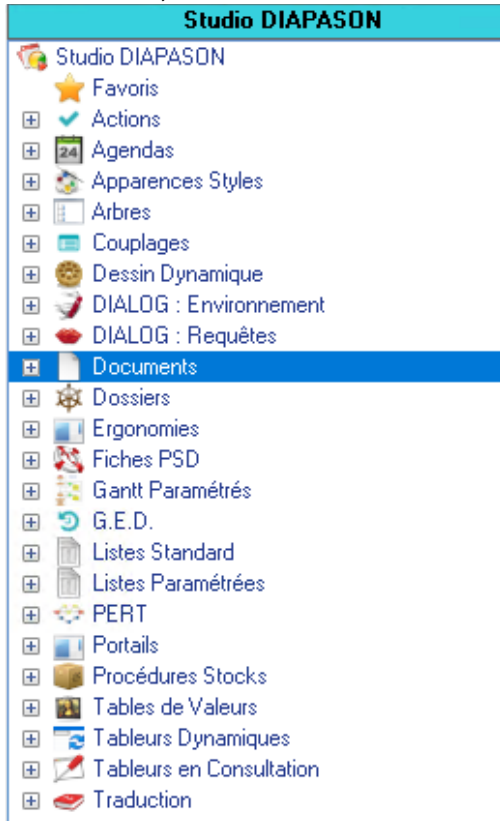 Studio DIAPASON
Studio DIAPASON
Favoris
Actions
24 Agendas
Apparences Styles
Arbres
Couplages
Dessin Dynamique
DIALOG : Environnement
DIALOG : Requêtes
Documents
Dossiers
Ergonomies
Fiches PSD
Gantt Paramétrés
G.E.D.
Listes Standard
Listes Paramétrées
PERT
Portails
Procédures Stocks
Tables de Valeurs
Tableurs Dynamiques
Tableurs en Consultation
Traduction